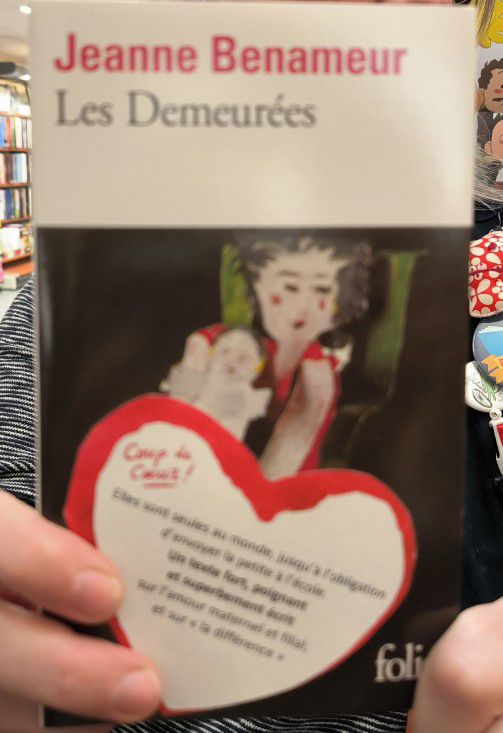 Jeanne Benameur
Les Demeurées
Coup de
Cœur !
Elles sont seules au monde, jusqu'à l'obligation
d'envoyer la petite à l'école.
Un texte fort, poignant
et superbement écrit
sur l'amour maternel et filial,
et sur « la différence »
foli